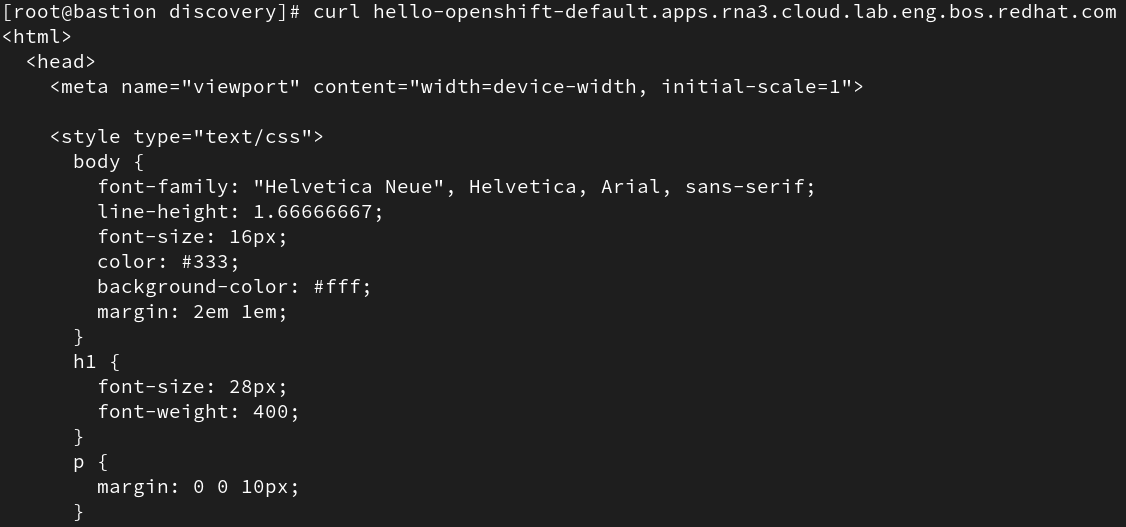 [root@bastion discovery]# curl hello-openshift-default.apps.rna3.cloud.lab.eng.bos.redhat.com
<html>
  <head>
    <meta name="viewport" content="width=device-width, initial-scale=1">

    <style type="text/css">
      body {
        font-family: "Helvetica Neue", Helvetica, Arial, sans-serif;
        line-height: 1.66666667;
        font-size: 16px;
        color: #333;
        background-color: #fff;
        margin: 2em 1em;
      }
      h1 {
        font-size: 28px;
        font-weight: 400;
      }
      p {
        margin: 0 0 10px;
      }